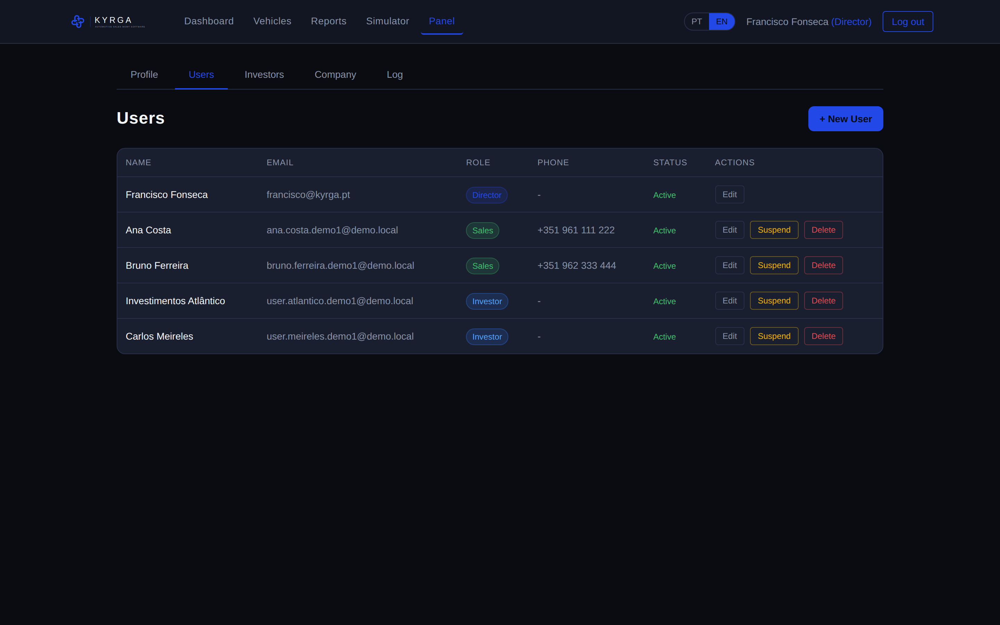 KYRGA
AUTOMOTIVE SALES MGMT SOFTWARE
Dashboard Vehicles Reports Simulator Panel
PT EN Francisco Fonseca (Director) Log out
Profile Users Investors Company Log
Users
+ New User
NAME EMAIL ROLE PHONE STATUS ACTIONS
Francisco Fonseca francisco@kyrga.pt Director - Active Edit
Ana Costa ana.costa.demo1@demo.local Sales +351 961 111 222 Active Edit Suspend Delete
Bruno Ferreira bruno.ferreira.demo1@demo.local Sales +351 962 333 444 Active Edit Suspend Delete
Investimentos Atlântico user.atlantico.demo1@demo.local Investor - Active Edit Suspend Delete
Carlos Meireles user.meireles.demo1@demo.local Investor - Active Edit Suspend Delete